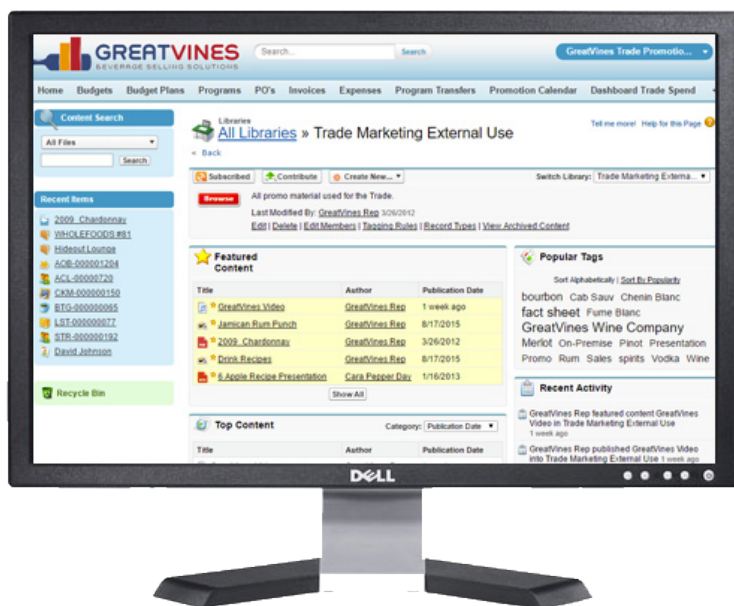 GREATVINES
BEVERAGE SELLING SOLUTIONS
Search...
Search
GreatVines Trade Promotio...
Home Budgets Budget Plans Programs PO's Invoices Expenses Program Transfers Promotion Calendar Dashboard Trade Spend
Content Search
All Files
Search
Recent Items
2009 Chardonnay
WHOLEFOODS #81
Hideout Lounge
AOB-000001204
ACL-00000720
CKM-000000150
BTG-000000065
LST-000000077
STR-000000192
David Johnson
Recycle Bin
Libraries
All Libraries » Trade Marketing External Use
Tell me more! Help for this Page
« Back
Subscribed Contribute Create New...
Switch Library: Trade Marketing Externa...
Browse
All promo material used for the Trade.
Last Modified By: GreatVines Rep 3/26/2012
Edit | Delete | Edit Members | Tagging Rules | Record Types | View Archived Content
Featured Content
Title Author Publication Date
GreatVines Video GreatVines Rep 1 week ago
Jamican Rum Punch GreatVines Rep 8/17/2015
2009 Chardonnay GreatVines Rep 3/26/2012
Drink Recipes GreatVines Rep 8/17/2015
6 Apple Recipe Presentation Cara Pepper Day 1/16/2013
Show All
Top Content
Category: Publication Date
Title Author Publication Date
Popular Tags
Sort Alphabetically | Sort By Popularity
bourbon Cab Sauv Chenin Blanc
fact sheet Fume Blanc
GreatVines Wine Company
Merlot On-Premise Pinot Presentation
Promo Rum Sales spirits Vodka Wine
Recent Activity
GreatVines Rep featured content GreatVines
Video in Trade Marketing External Use
1 week ago
GreatVines Rep published GreatVines Video
into Trade Marketing External Use 1 week ago
DELL